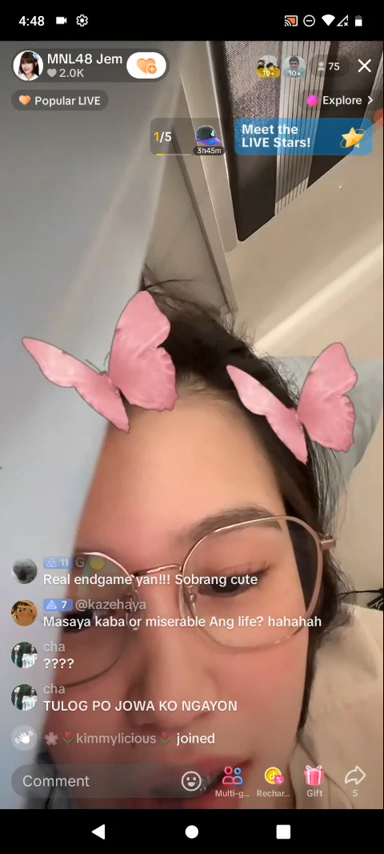 4:48
MNL48 Jem
2.0K
75
Popular LIVE
Explore
1/5
3h45m
Meet the
LIVE Stars!
11 G
Real endgame yan!!! Sobrang cute
7 @kazehaya
Masaya kaba or miserable Ang life? hahahah
cha
????
cha
TULOG PO JOWA KO NGAYON
kimmylicious joined
Comment
Multi-g...
Rechar...
Gift
5